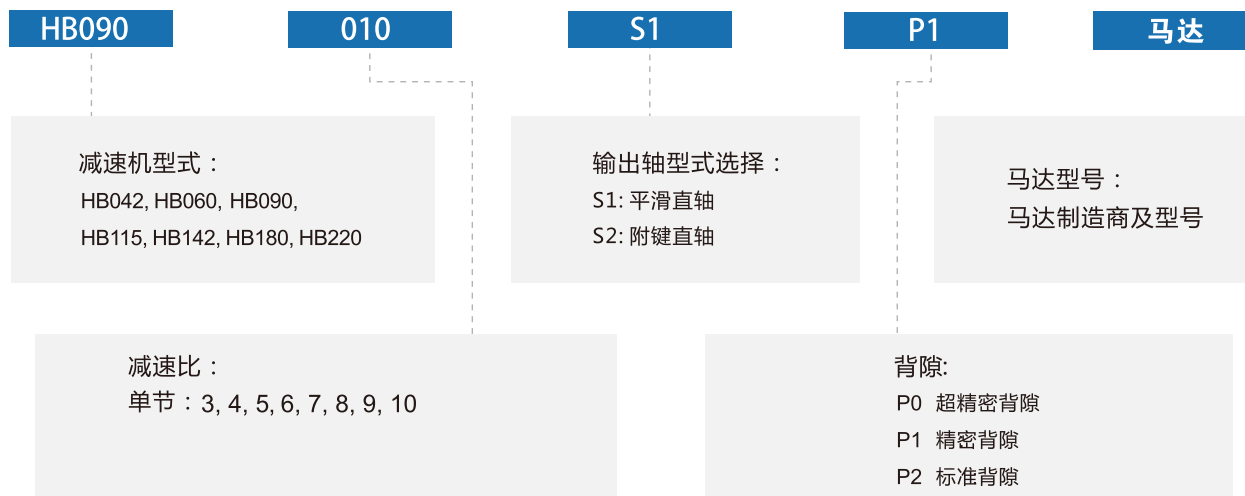 HB090 010 S1 P1 马达
减速机型式：
HB042, HB060, HB090,
HB115, HB142, HB180, HB220
输出轴型式选择：
S1: 平滑直轴
S2: 附键直轴
马达型号：
马达制造商及型号
减速比：
单节：3, 4, 5, 6, 7, 8, 9, 10
背隙:
P0 超精密背隙
P1 精密背隙
P2 标准背隙